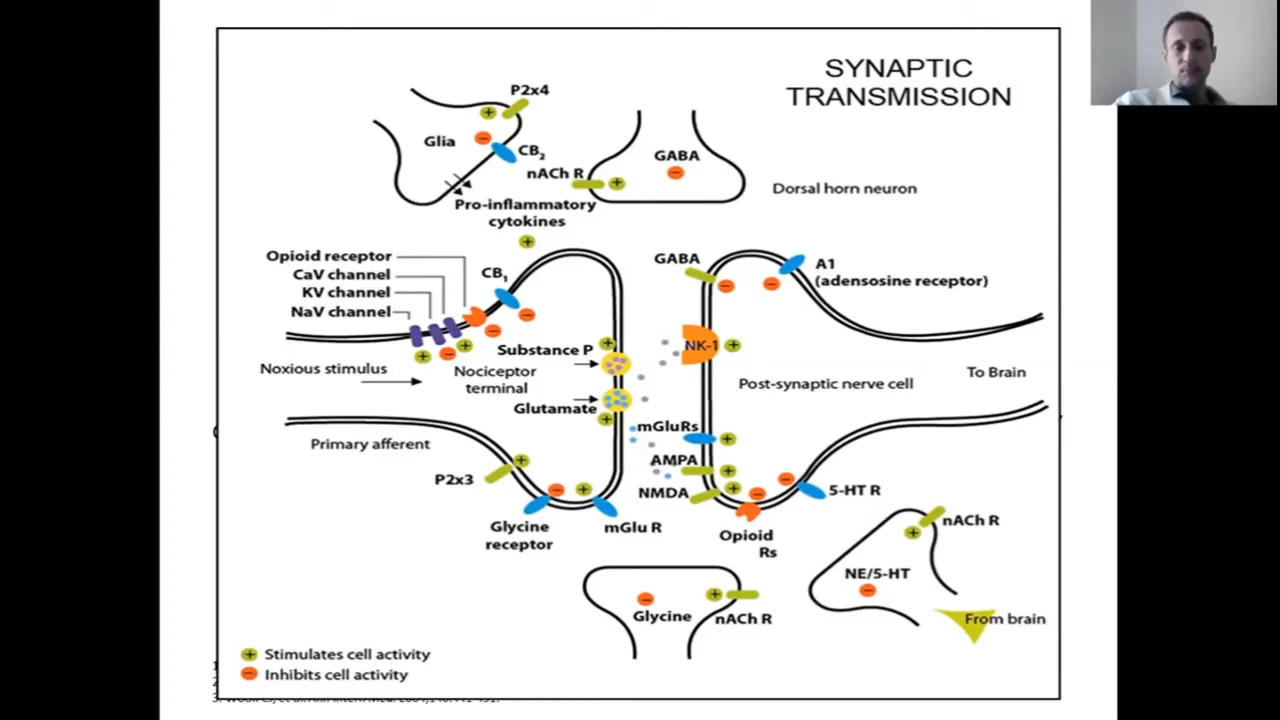 SYNAPTIC
TRANSMISSION
P2x4
Glia
CB2
nACh R
GABA
Dorsal horn neuron
Pro-inflammatory
cytokines
Opioid receptor
CaV channel
KV channel
NaV channel
CB1
GABA
A1
(adensosine receptor)
Substance P
NK-1
Noxious stimulus
Nociceptor
terminal
Post-synaptic nerve cell
To Brain
Glutamate
Primary afferent
mGluRs
AMPA
P2x3
NMDA
5-HT R
Glycine
receptor
mGlu R
Opioid
Rs
nACh R
NE/5-HT
Glycine
nACh R
From brain
Stimulates cell activity
Inhibits cell activity